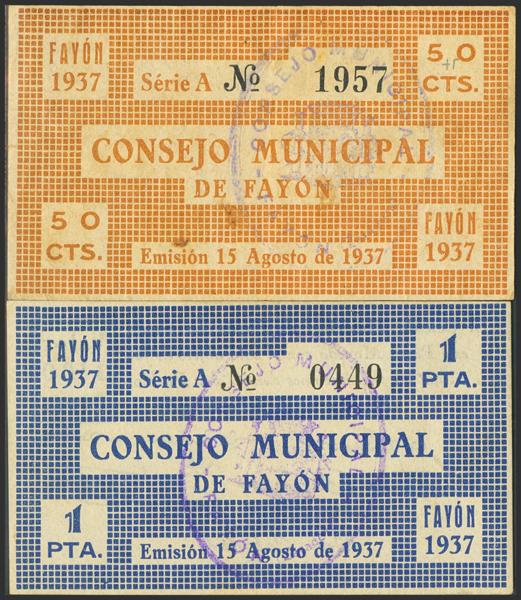 FAYÓN
1937
Série A № 1957
50
CTS.
CONSEJO MUNICIPAL
DE FAYÓN
50
CTS.
Emisión 15 Agosto de 1937
FAYÓN
1937
FAYÓN
1937
Série A № 0449
1
PTA.
CONSEJO MUNICIPAL
DE FAYÓN
1
PTA.
Emisión 15 Agosto de 1937
FAYÓN
1937
CONSEJO MUNICIPAL